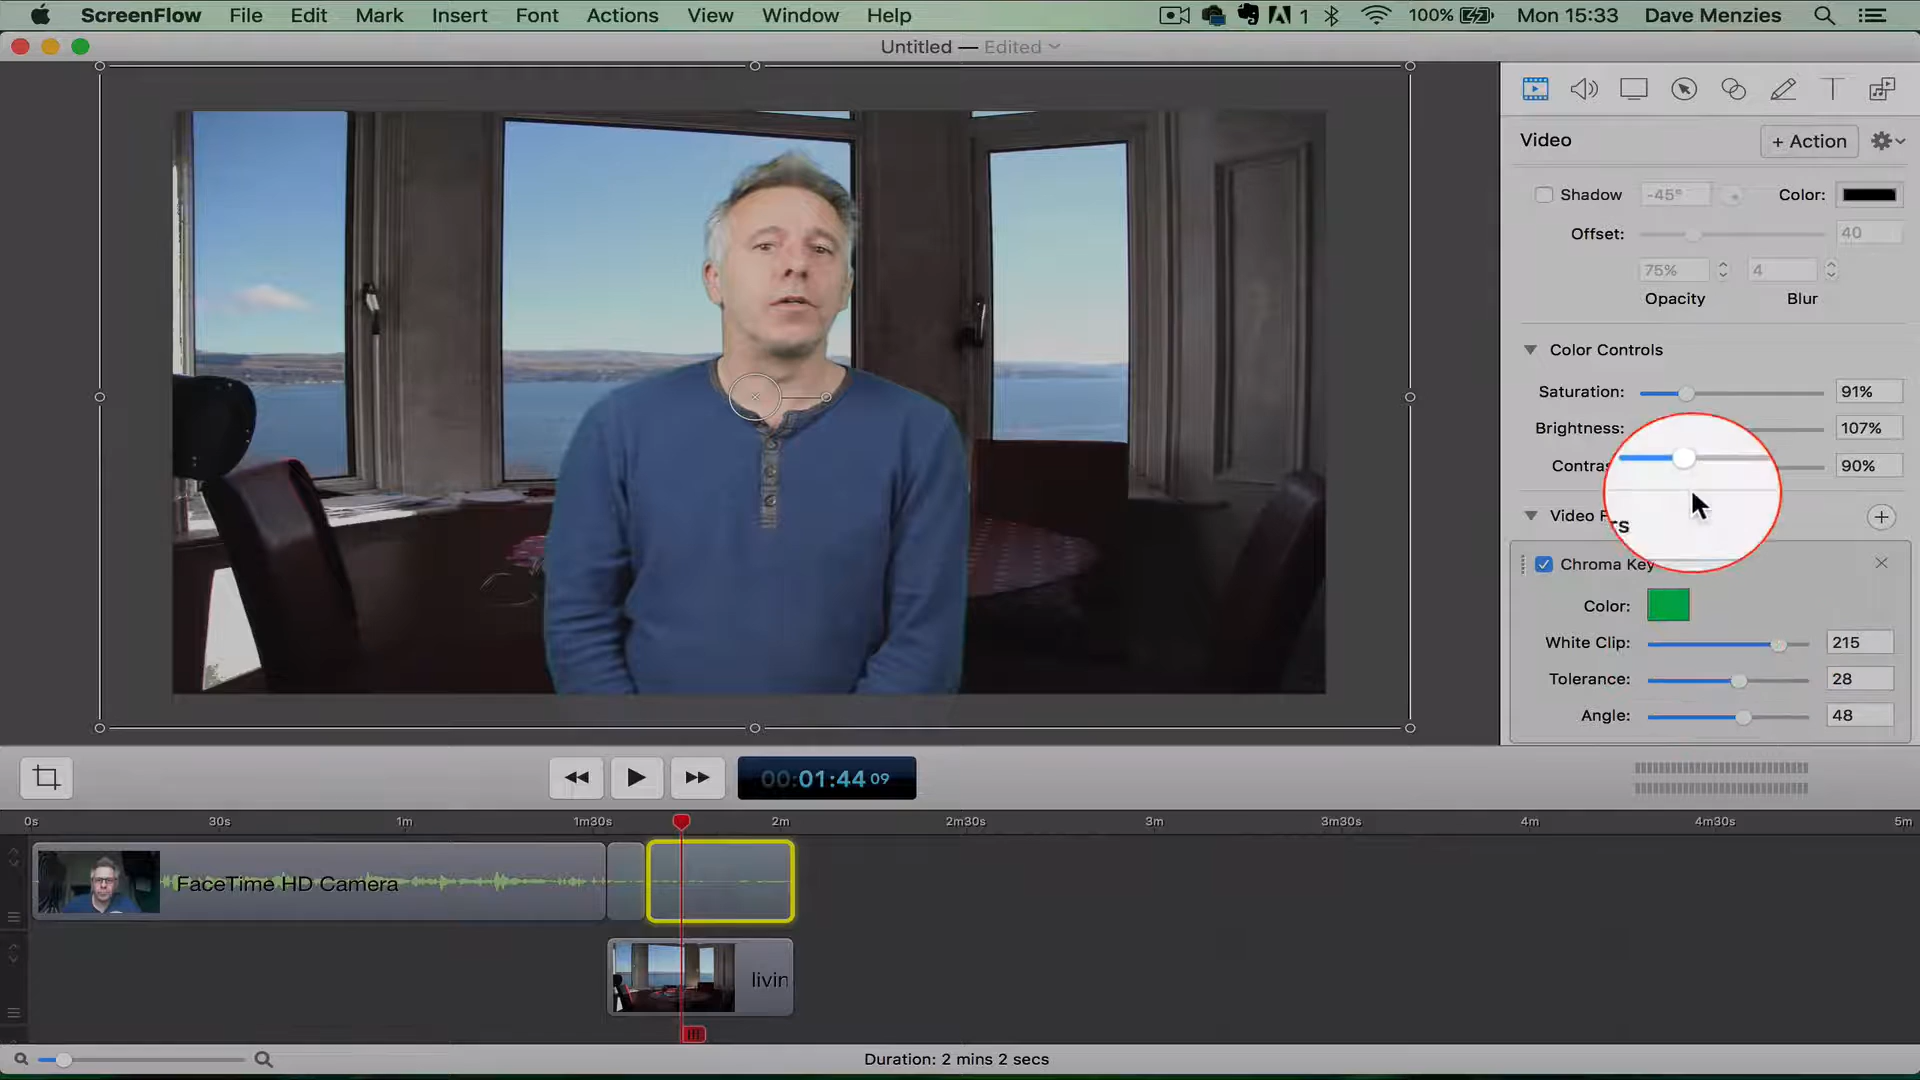 ScreenFlow File Edit Mark Insert Font Actions View Window Help 1 100% Mon 15:33 Dave Menzies
Untitled — Edited
Video + Action
Shadow -45° Color:
Offset: 40
75% 4
Opacity Blur
Color Controls
Saturation: 91%
Brightness: 107%
Contras 90%
Video F rs
Chroma Key
Color:
White Clip: 215
Tolerance: 28
Angle: 48
00:01:44 09
0s 30s 1m 1m30s 2m 2m30s 3m 3m30s 4m 4m30s 5m
FaceTime HD Camera
livin
Duration: 2 mins 2 secs